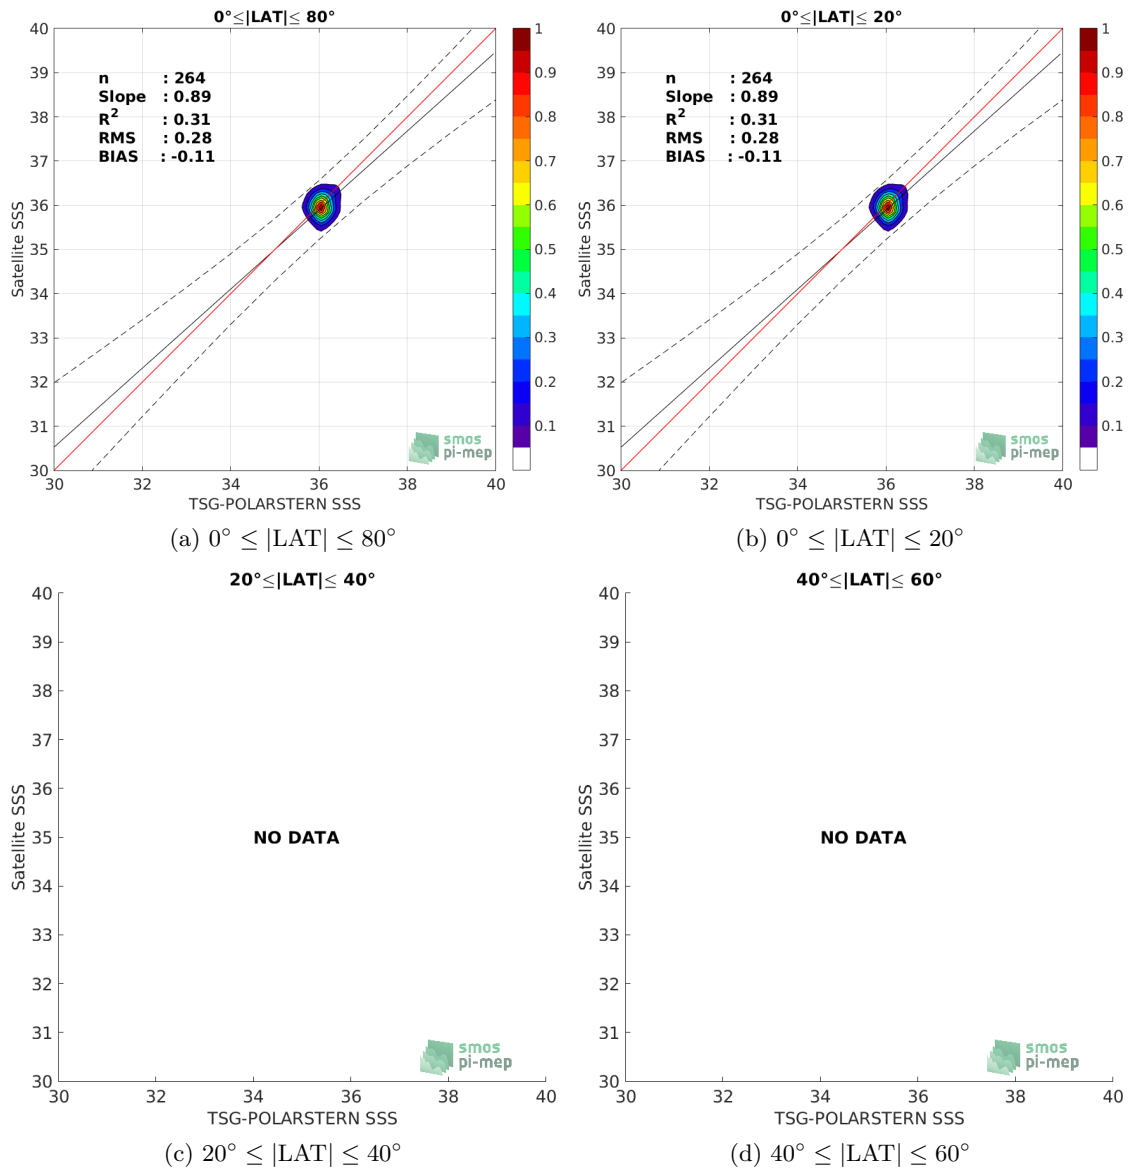 0°≤|LAT|≤ 80°
40
39
38
37
36
35
34
33
32
31
30
Satellite SSS
n : 264
Slope : 0.89
R² : 0.31
RMS : 0.28
BIAS : -0.11
smos
pi-mep
30 32 34 36 38 40
TSG-POLARSTERN SSS
1
0.9
0.8
0.7
0.6
0.5
0.4
0.3
0.2
0.1
(a) 0° ≤ |LAT| ≤ 80°
0°≤|LAT|≤ 20°
40
39
38
37
36
35
34
33
32
31
30
Satellite SSS
n : 264
Slope : 0.89
R² : 0.31
RMS : 0.28
BIAS : -0.11
smos
pi-mep
30 32 34 36 38 40
TSG-POLARSTERN SSS
1
0.9
0.8
0.7
0.6
0.5
0.4
0.3
0.2
0.1
(b) 0° ≤ |LAT| ≤ 20°
20°≤|LAT|≤ 40°
40
39
38
37
36
35
34
33
32
31
30
Satellite SSS
NO DATA
smos
pi-mep
30 32 34 36 38 40
TSG-POLARSTERN SSS
(c) 20° ≤ |LAT| ≤ 40°
40°≤|LAT|≤ 60°
40
39
38
37
36
35
34
33
32
31
30
Satellite SSS
NO DATA
smos
pi-mep
30 32 34 36 38 40
TSG-POLARSTERN SSS
(d) 40° ≤ |LAT| ≤ 60°